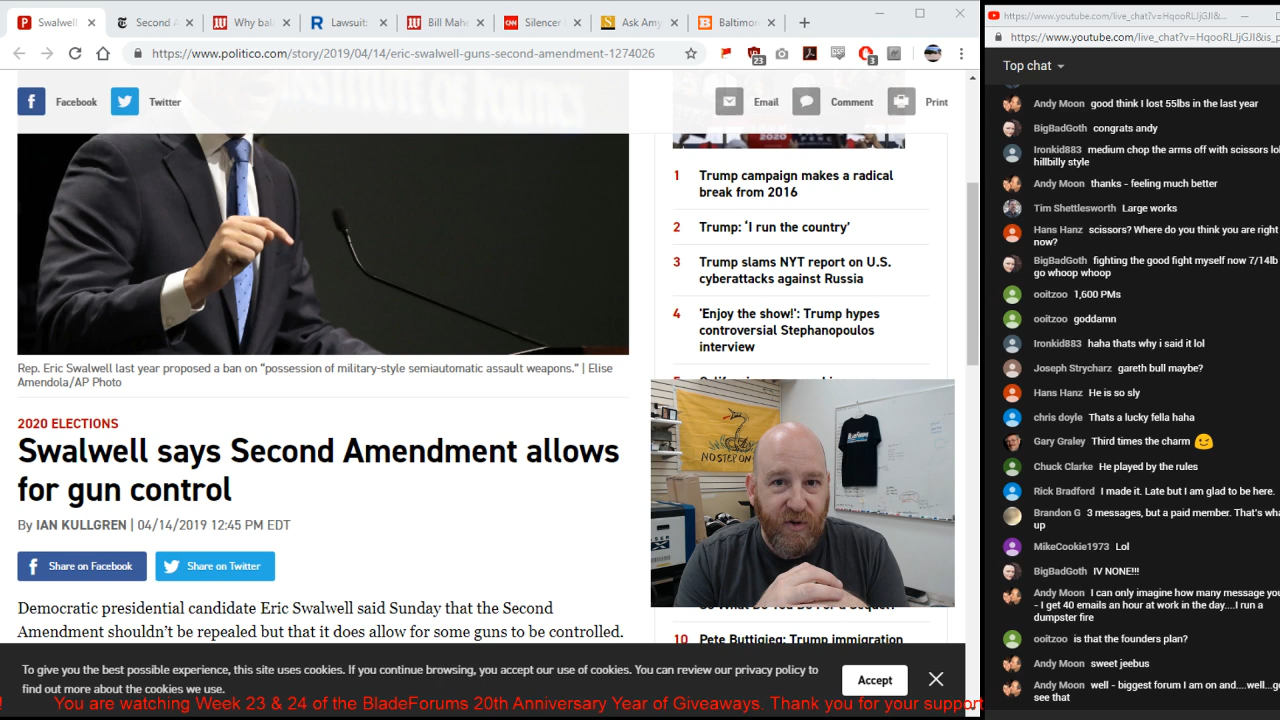 Swalwell
Second A
Why bal
Lawsuit:
Bill Mahe
Silencer
Ask Amy
Baltimor
https://www.politico.com/story/2019/04/14/eric-swalwell-guns-second-amendment-1274026
23
3
https://www.youtube.com/live_chat?v=HqooRLIjGJI&...
https://www.youtube.com/live_chat?v=HqooRLIjGJI&is_p
Facebook
Twitter
Email
Comment
Print
2020
1 Trump campaign makes a radical
break from 2016
2 Trump: ‘I run the country’
3 Trump slams NYT report on U.S.
cyberattacks against Russia
4 'Enjoy the show!': Trump hypes
controversial Stephanopoulos
interview
Rep. Eric Swalwell last year proposed a ban on “possession of military-style semiautomatic assault weapons.” | Elise
Amendola/AP Photo
2020 ELECTIONS
Swalwell says Second Amendment allows
for gun control
By IAN KULLGREN | 04/14/2019 12:45 PM EDT
Share on Facebook
Share on Twitter
Democratic presidential candidate Eric Swalwell said Sunday that the Second
Amendment shouldn’t be repealed but that it does allow for some guns to be controlled.
NO STEP ON
10 Pete Buttigieg: Trump immigration
To give you the best possible experience, this site uses cookies. If you continue browsing, you accept our use of cookies. You can review our privacy policy to
find out more about the cookies we use.
Accept
! You are watching Week 23 & 24 of the BladeForums 20th Anniversary Year of Giveaways. Thank you for your support
Top chat
Andy Moon good think I lost 55lbs in the last year
BigBadGoth congrats andy
Ironkid883 medium chop the arms off with scissors lol
hillbilly style
Andy Moon thanks - feeling much better
Tim Shettlesworth Large works
Hans Hanz scissors? Where do you think you are right
now?
BigBadGoth fighting the good fight myself now 7/14lb
go whoop whoop
ooitzoo 1,600 PMs
ooitzoo goddamn
Ironkid883 haha thats why i said it lol
Joseph Strycharz gareth bull maybe?
Hans Hanz He is so sly
chris doyle Thats a lucky fella haha
Gary Graley Third times the charm
Chuck Clarke He played by the rules
Rick Bradford I made it. Late but I am glad to be here.
Brandon G 3 messages, but a paid member. That's wha
up
MikeCookie1973 Lol
BigBadGoth IV NONE!!!
Andy Moon I can only imagine how many message you
- I get 40 emails an hour at work in the day....I run a
dumpster fire
ooitzoo is that the founders plan?
Andy Moon sweet jeebus
Andy Moon well - biggest forum I am on and....well...go
see that